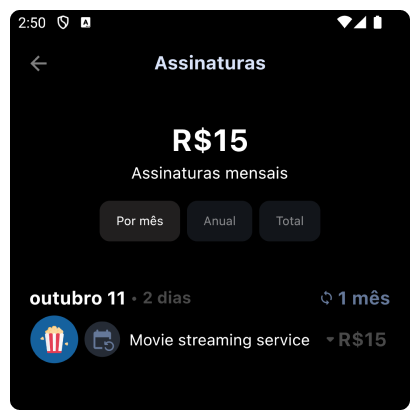 2:50 A
Assinaturas
R$15
Assinaturas mensais
Por mês Anual Total
outubro 11 • 2 dias 1 mês
Movie streaming service R$15